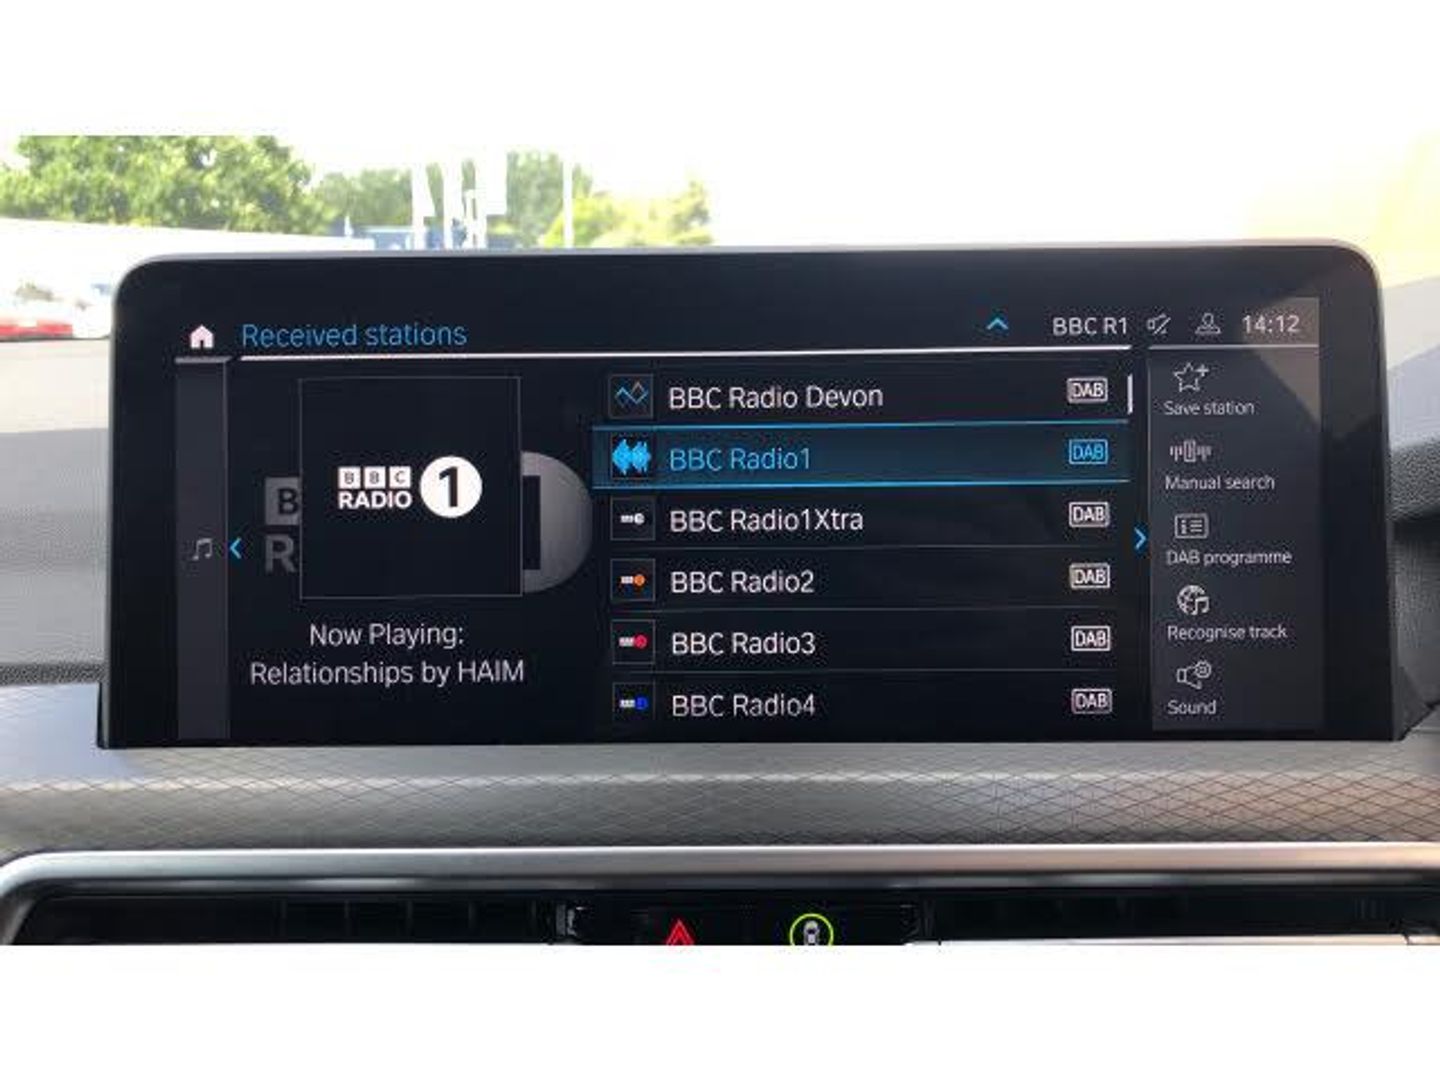 Received stations
BBC R1 14:12
BBC Radio Devon DAB
BBC Radio1 DAB
BBC Radio1Xtra DAB
BBC Radio2 DAB
BBC Radio3 DAB
BBC Radio4 DAB
BBC
RADIO 1
Now Playing:
Relationships by HAIM
Save station
Manual search
DAB programme
Recognise track
Sound